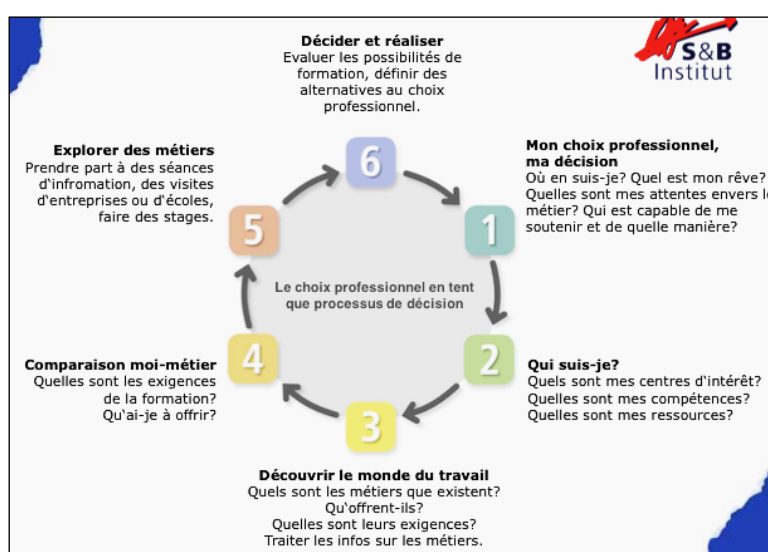 S&B
Institut
Décider et réaliser
Evaluer les possibilités de
formation, définir des
alternatives au choix
professionnel.
6
Mon choix professionnel,
ma décision
Où en suis-je? Quel est mon rêve?
Quelles sont mes attentes envers
métier? Qui est capable de me
soutenir et de quelle manière?
1
Qui suis-je?
Quels sont mes centres d'intérêt?
Quelles sont mes compétences?
Quelles sont mes ressources?
2
3
Découvrir le monde du travail
Quels sont les métiers que existent?
Qu'offrent-ils?
Quelles sont leurs exigences?
Traiter les infos sur les métiers.
Comparaison moi-métier
Quelles sont les exigences
de la formation?
Qu'ai-je à offrir?
4
Explorer des métiers
Prendre part à des séances
d'infromation, des visites
d'entreprises ou d'écoles,
faire des stages.
5
Le choix professionnel en tent
que processus de décision